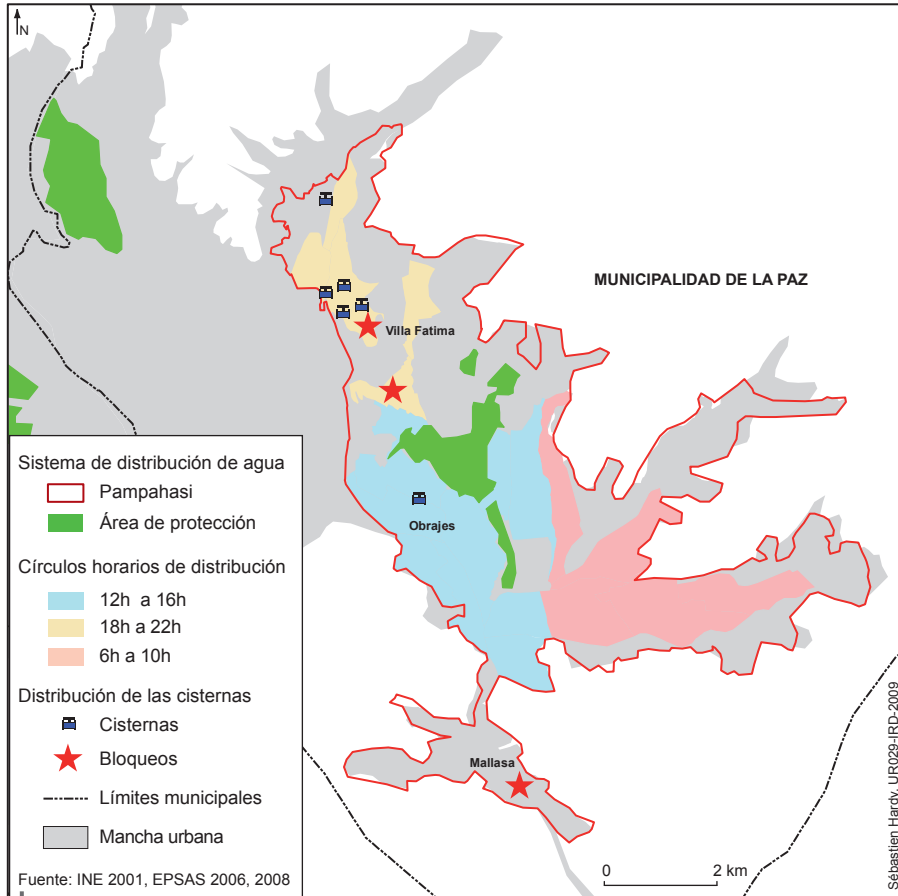 N
MUNICIPALIDAD DE LA PAZ
Villa Fatima
Obrajes
Mallasa
Sistema de distribución de agua
Pampahasi
Área de protección
Círculos horarios de distribución
12h a 16h
18h a 22h
6h a 10h
Distribución de las cisternas
Cisternas
Bloqueos
Límites municipales
Mancha urbana
Fuente: INE 2001, EPSAS 2006, 2008
0 2 km
Sébastien Hardy, UR029-IRD-2009